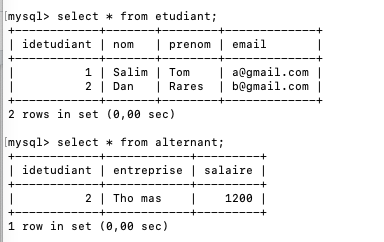 [mysql> select * from etudiant;
+------------+-------+--------+-------------+
| idetudiant | nom   | prenom | email       |
+------------+-------+--------+-------------+
|          1 | Salim | Tom    | a@gmail.com |
|          2 | Dan   | Rares  | b@gmail.com |
+------------+-------+--------+-------------+
2 rows in set (0,00 sec)
[mysql> select * from alternant;
+------------+------------+---------+
| idetudiant | entreprise | salaire |
+------------+------------+---------+
|          2 | Tho mas    |    1200 |
+------------+------------+---------+
1 row in set (0,00 sec)